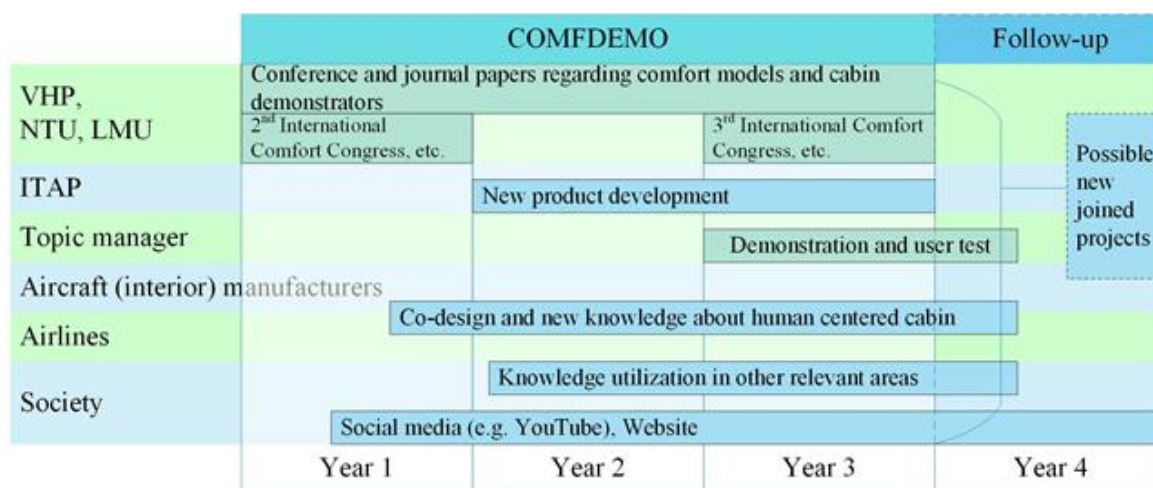 COMFDEMO
Follow-up
VHP,
NTU, LMU
Conference and journal papers regarding comfort models and cabin
demonstrators
2nd International
Comfort Congress, etc.
3rd International Comfort
Congress, etc.
Possible
new
joined
projects
ITAP
New product development
Topic manager
Demonstration and user test
Aircraft (interior) manufacturers
Co-design and new knowledge about human centered cabin
Airlines
Knowledge utilization in other relevant areas
Society
Social media (e.g. YouTube), Website
Year 1
Year 2
Year 3
Year 4